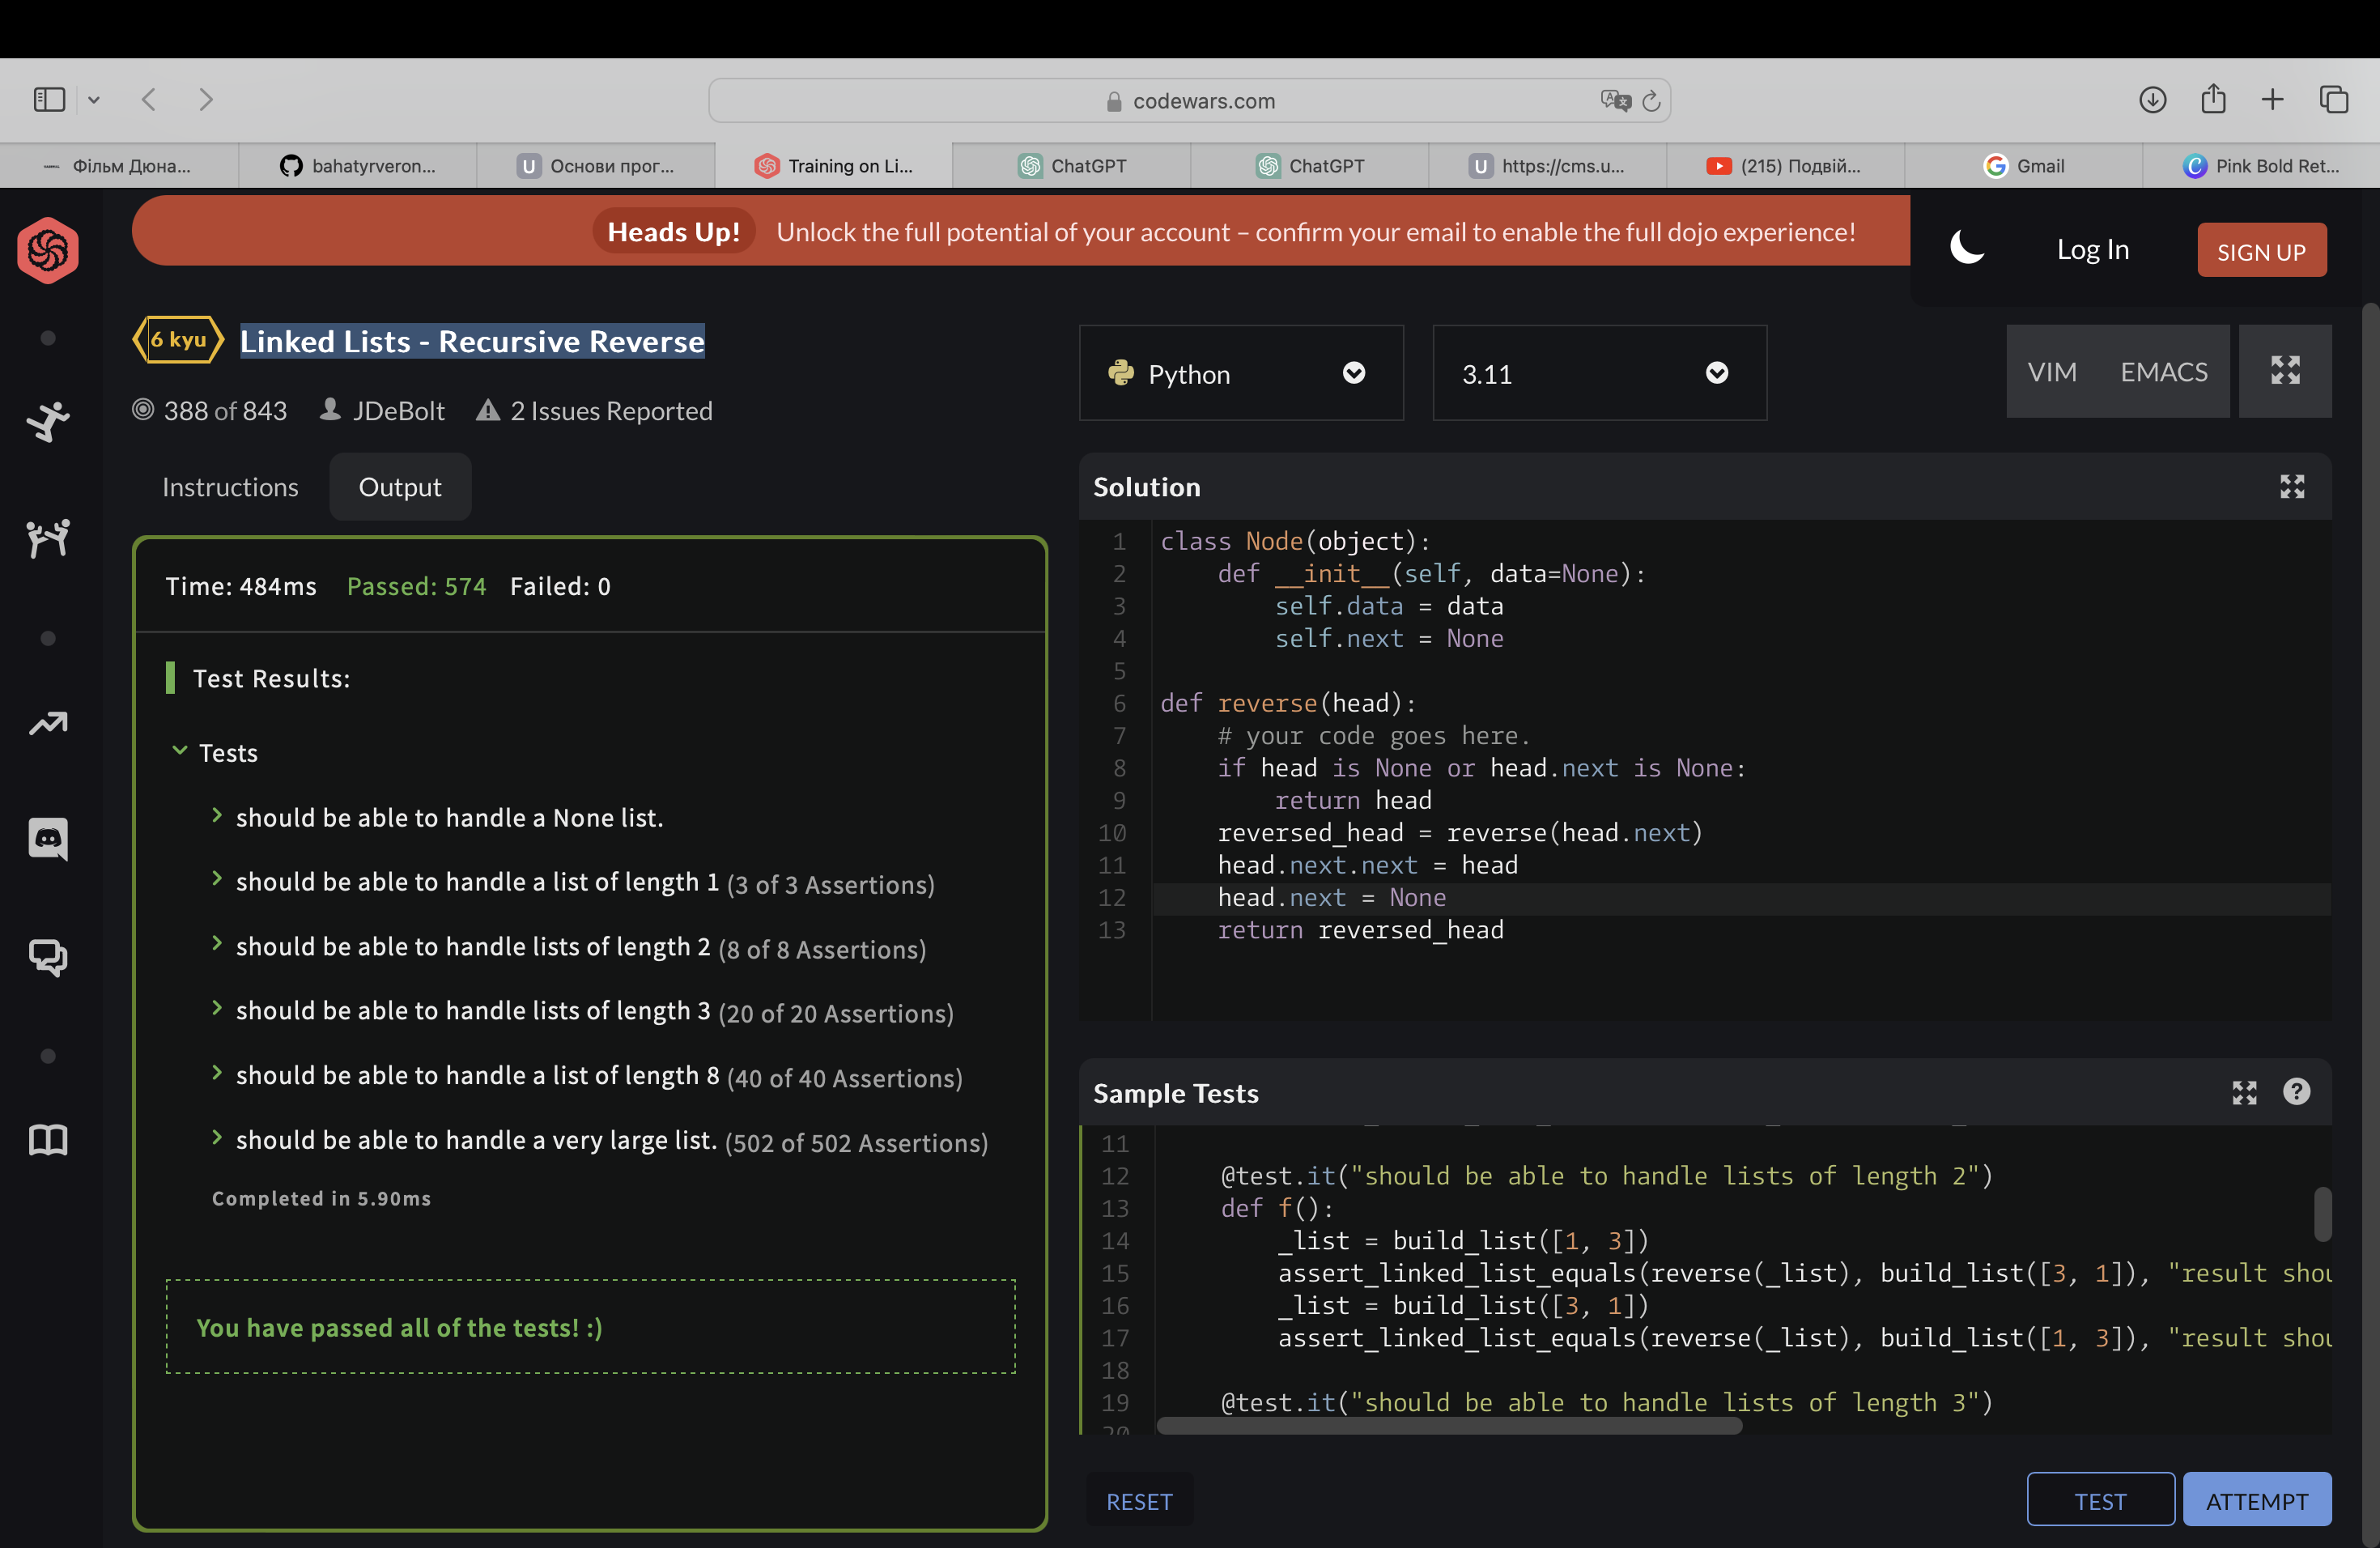 codewars.com
Фільм Дюна...
bahatyrveron...
U Основи прог...
Training on Li...
ChatGPT
ChatGPT
U https://cms.u...
(215) Подвій...
Gmail
Pink Bold Ret...
Heads Up! Unlock the full potential of your account – confirm your email to enable the full dojo experience!
Log In
SIGN UP
6 kyu Linked Lists - Recursive Reverse
388 of 843 JDeBolt 2 Issues Reported
Python
3.11
VIM EMACS
Instructions
Output
Time: 484ms Passed: 574 Failed: 0
Test Results:
Tests
should be able to handle a None list.
should be able to handle a list of length 1 (3 of 3 Assertions)
should be able to handle lists of length 2 (8 of 8 Assertions)
should be able to handle lists of length 3 (20 of 20 Assertions)
should be able to handle a list of length 8 (40 of 40 Assertions)
should be able to handle a very large list. (502 of 502 Assertions)
Completed in 5.90ms
You have passed all of the tests! :)
Solution
1 class Node(object):
2 def __init__(self, data=None):
3 self.data = data
4 self.next = None
5
6 def reverse(head):
7 # your code goes here.
8 if head is None or head.next is None:
9 return head
10 reversed_head = reverse(head.next)
11 head.next.next = head
12 head.next = None
13 return reversed_head
Sample Tests
11
12 @test.it("should be able to handle lists of length 2")
13 def f():
14 _list = build_list([1, 3])
15 assert_linked_list_equals(reverse(_list), build_list([3, 1]), "result shou
16 _list = build_list([3, 1])
17 assert_linked_list_equals(reverse(_list), build_list([1, 3]), "result shou
18
19 @test.it("should be able to handle lists of length 3")
20
RESET
TEST
ATTEMPT